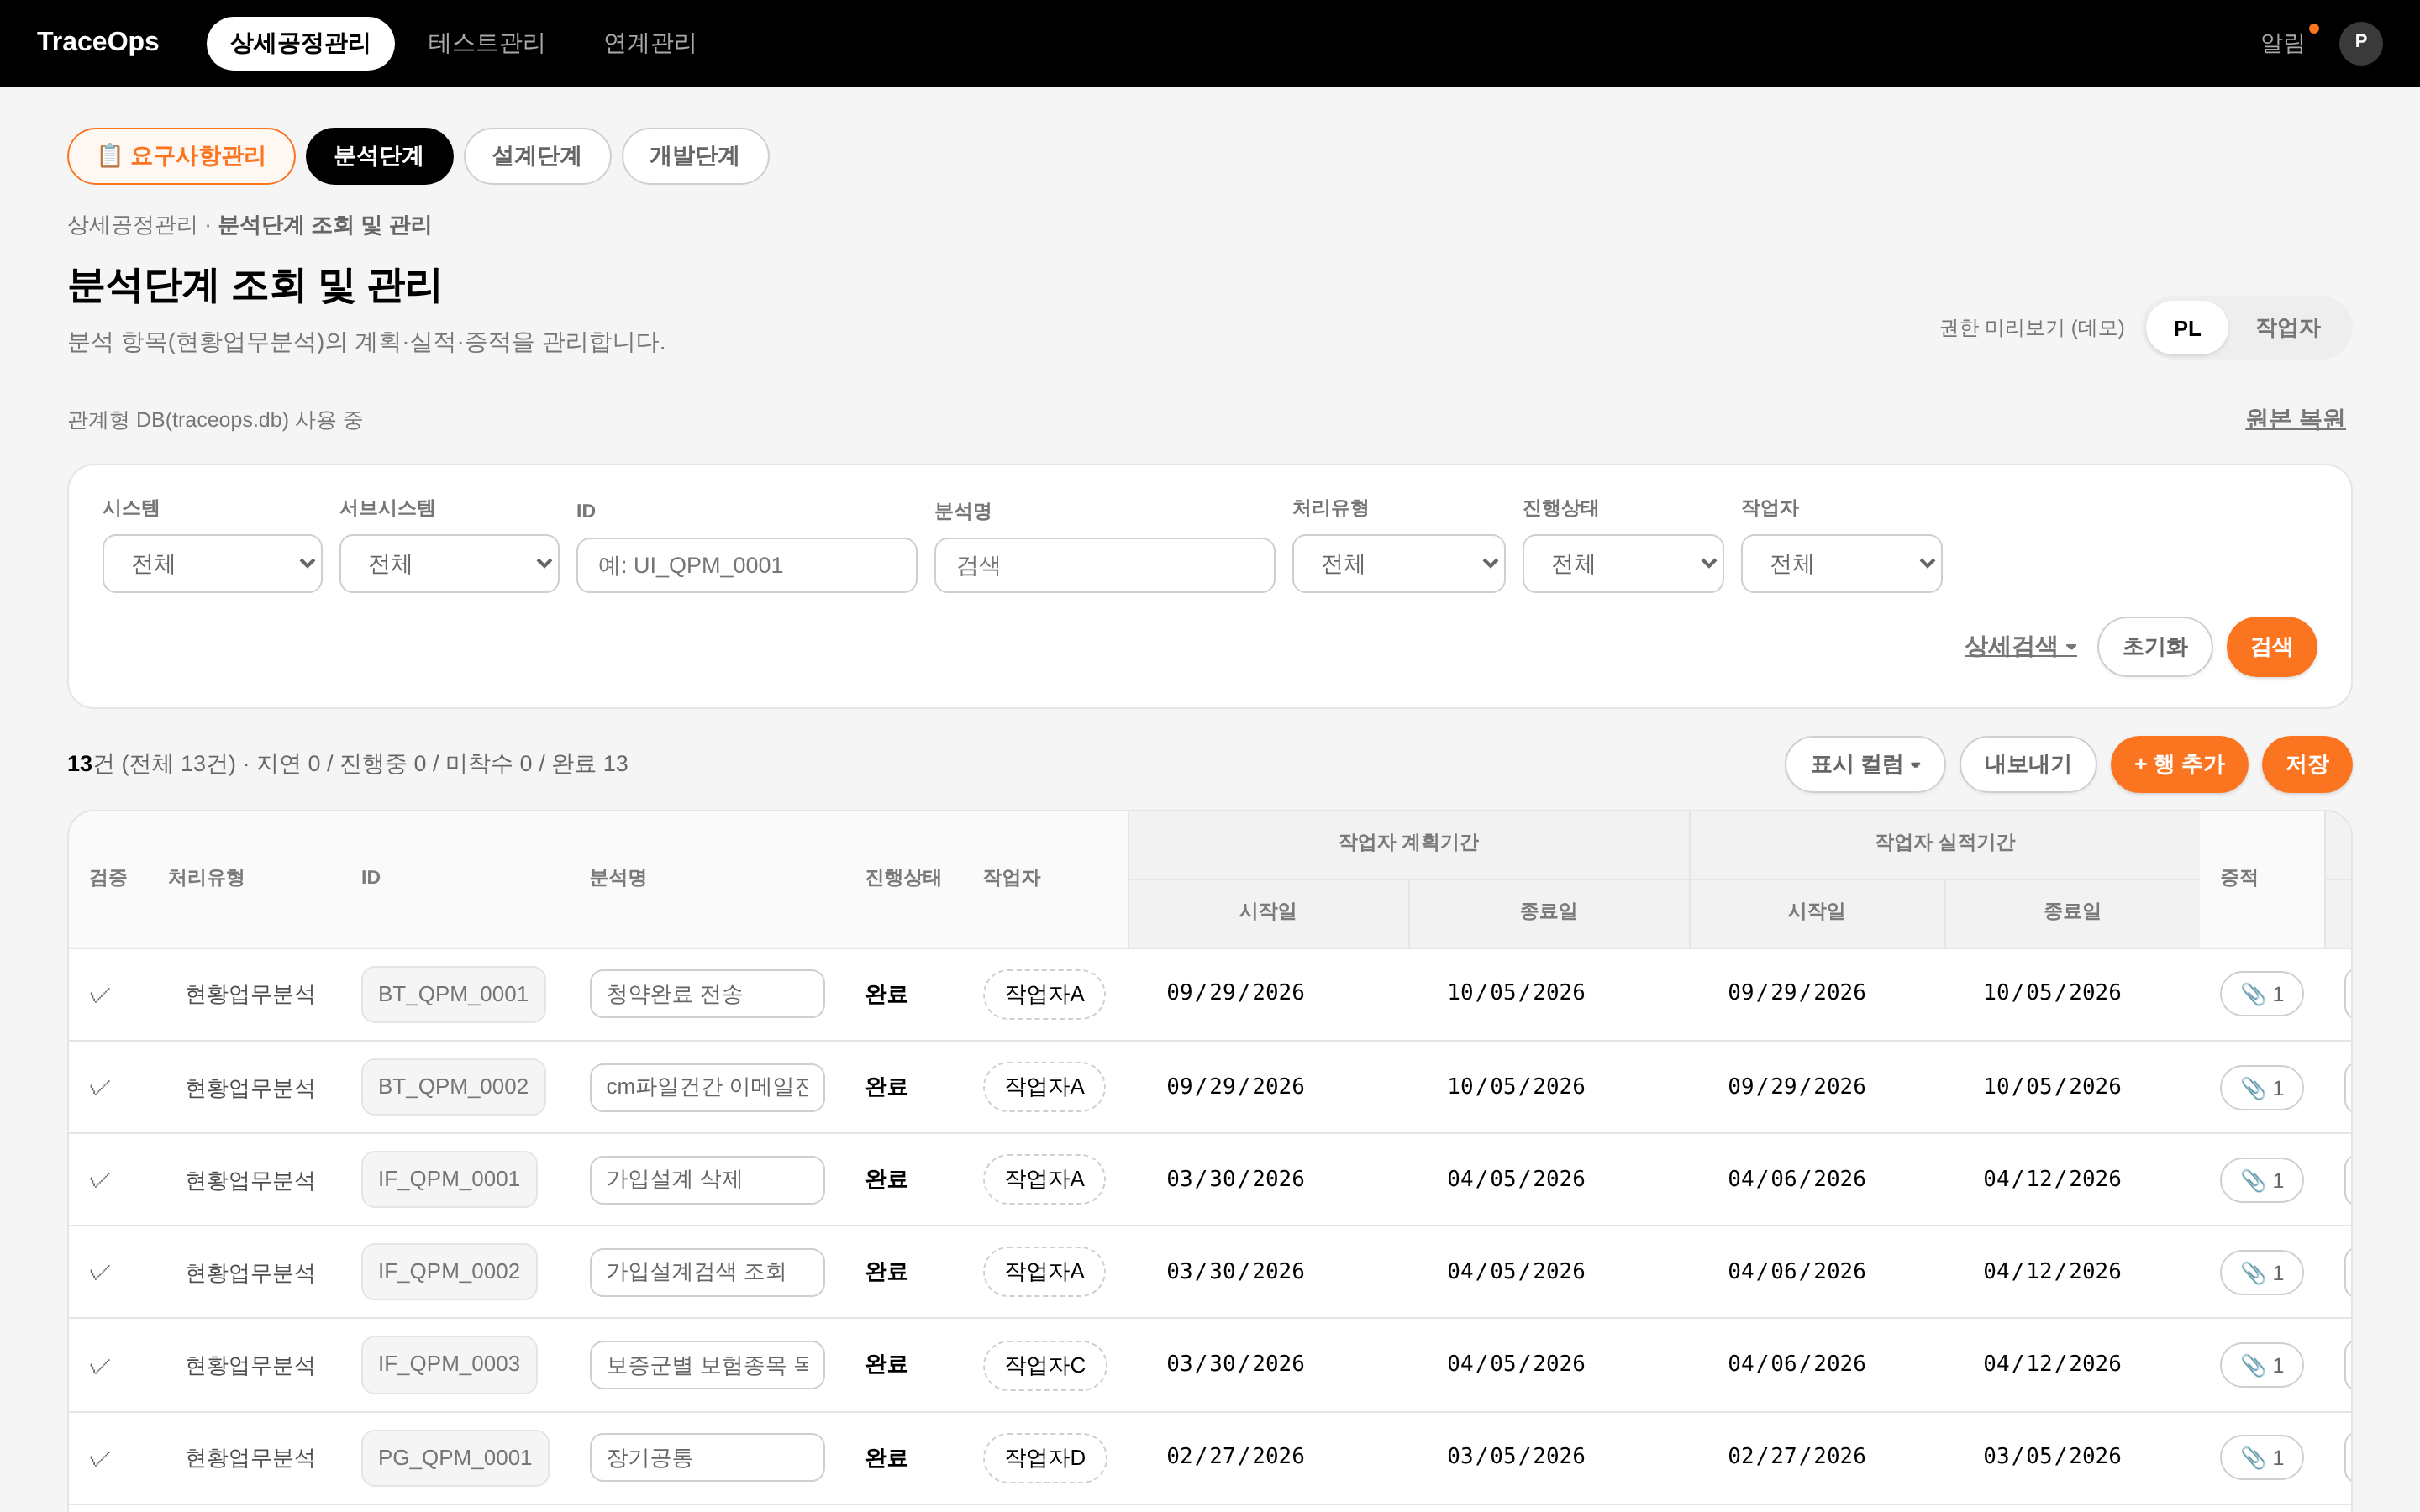 TraceOps 상세공정관리 테스트관리 연계관리 알림 P
📋 요구사항관리 분석단계 설계단계 개발단계
상세공정관리 · 분석단계 조회 및 관리
분석단계 조회 및 관리
분석 항목(현황업무분석)의 계획·실적·증적을 관리합니다.
권한 미리보기 (데모) PL 작업자
관계형 DB(traceops.db) 사용 중 원본 복원
시스템 서브시스템 ID 분석명 처리유형 진행상태 작업자
전체 전체 예: UI_QPM_0001 검색 전체 전체 전체
상세검색 초기화 검색
13건 (전체 13건) · 지연 0 / 진행중 0 / 미착수 0 / 완료 13 표시 컬럼 내보내기 + 행 추가 저장
작업자 계획기간 작업자 실적기간
검증 처리유형 ID 분석명 진행상태 작업자 증적
시작일 종료일 시작일 종료일
✓ 현황업무분석 BT_QPM_0001 청약완료 전송 완료 작업자A 09/29/2026 10/05/2026 09/29/2026 10/05/2026 📎 1
✓ 현황업무분석 BT_QPM_0002 cm파일건간 이메일전 완료 작업자A 09/29/2026 10/05/2026 09/29/2026 10/05/2026 📎 1
✓ 현황업무분석 IF_QPM_0001 가입설계 삭제 완료 작업자A 03/30/2026 04/05/2026 04/06/2026 04/12/2026 📎 1
✓ 현황업무분석 IF_QPM_0002 가입설계검색 조회 완료 작업자A 03/30/2026 04/05/2026 04/06/2026 04/12/2026 📎 1
✓ 현황업무분석 IF_QPM_0003 보증군별 보험종목 완료 작업자C 03/30/2026 04/05/2026 04/06/2026 04/12/2026 📎 1
✓ 현황업무분석 PG_QPM_0001 장기공통 완료 작업자D 02/27/2026 03/05/2026 02/27/2026 03/05/2026 📎 1